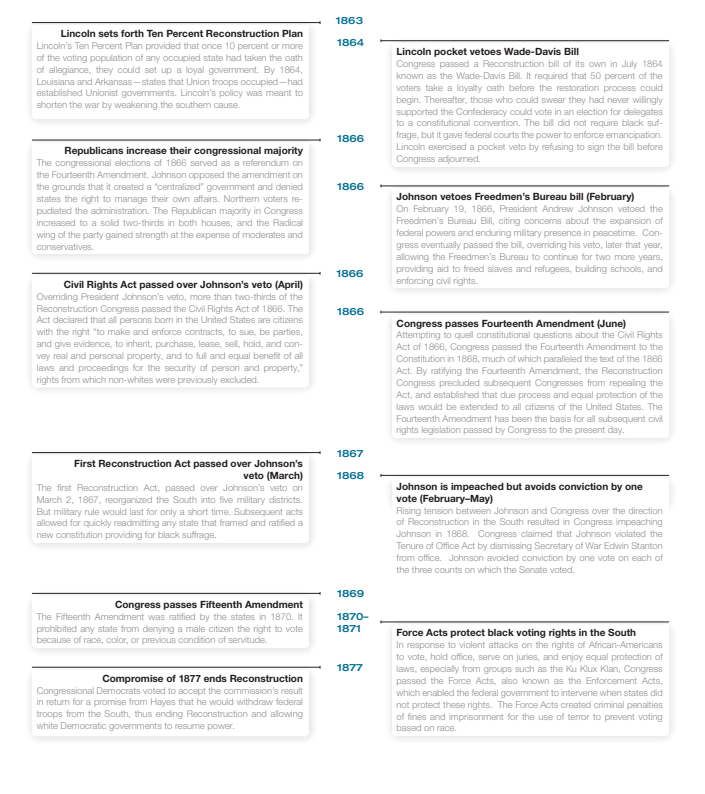 1863
Lincoln sets forth Ten Percent Reconstruction Plan
Lincoln's Ten Percent Plan provided that once 10 percent or more
of the voting population of any occupied state had taken the oath
of allegiance, they could set up a loyal government. By 1864,
Louisiana and Arkansas—states that Union troops occupied—had
established Unionist governments. Lincoln's policy was meant to
shorten the war by weakening the southern cause.
1864
Lincoln pocket vetoes Wade-Davis Bill
Congress passed a Reconstruction bill of its own in July 1864
known as the Wade-Davis Bill. It required that 50 percent of the
voters take a loyalty oath before the restoration process could
begin. Thereafter, those who could swear they had never willingly
supported the Confederacy could vote in an election for delegates
to a constitutional convention. The bill did not require black suf-
frage, but it gave federal courts the power to enforce emancipation.
Lincoln exercised a pocket veto by refusing to sign the bill before
Congress adjourned.
1866
Republicans increase their congressional majority
The congressional elections of 1866 served as a referendum on
the Fourteenth Amendment. Johnson opposed the amendment on
the grounds that it created a "centralized" government and denied
states the right to manage their own affairs. Northern voters re-
pudiated the administration. The Republican majority in Congress
increased to a solid two-thirds in both houses, and the Radical
wing of the party gained strength at the expense of moderates and
conservatives.
1866
Johnson vetoes Freedmen's Bureau bill (February)
On February 19, 1866, President Andrew Johnson vetoed the
Freedmen's Bureau Bill, citing concerns about the expansion of
federal powers and enduring military presence in peacetime. Con-
gress eventually passed the bill, overriding his veto, later that year,
allowing the Freedmen's Bureau to continue for two more years,
providing aid to freed slaves and refugees, building schools, and
enforcing civil rights.
1866
Civil Rights Act passed over Johnson's veto (April)
Overriding President Johnson's veto, more than two-thirds of the
Reconstruction Congress passed the Civil Rights Act of 1866. The
Act declared that all persons born in the United States are citizens
with the right "to make and enforce contracts, to sue, be parties,
and give evidence, to inherit, purchase, lease, sell, hold, and con-
vey real and personal property, and to full and equal benefit of all
laws and proceedings for the security of person and property,"
rights from which non-whites were previously excluded.
1866
Congress passes Fourteenth Amendment (June)
Attempting to quell constitutional questions about the Civil Rights
Act of 1866, Congress passed the Fourteenth Amendment to the
Constitution in 1868, much of which paralleled the text of the 1866
Act. By ratifying the Fourteenth Amendment, the Reconstruction
Congress precluded subsequent Congresses from repealing the
Act, and established that due process and equal protection of the
laws would be extended to all citizens of the United States. The
Fourteenth Amendment has been the basis for all subsequent civil
rights legislation passed by Congress to the present day.
1867
First Reconstruction Act passed over Johnson's
veto (March)
The first Reconstruction Act, passed over Johnson's veto on
March 2, 1867, reorganized the South into five military districts.
But military rule would last for only a short time. Subsequent acts
allowed for quickly readmitting any state that framed and ratified a
new constitution providing for black suffrage.
1868
Johnson is impeached but avoids conviction by one
vote (February–May)
Rising tension between Johnson and Congress over the direction
of Reconstruction in the South resulted in Congress impeaching
Johnson in 1868. Congress claimed that Johnson violated the
Tenure of Office Act by dismissing Secretary of War Edwin Stanton
from office. Johnson avoided conviction by one vote on each of
the three counts on which the Senate voted.
1869
Congress passes Fifteenth Amendment
The Fifteenth Amendment was ratified by the states in 1870. It
prohibited any state from denying a male citizen the right to vote
because of race, color, or previous condition of servitude.
1870–
1871
Force Acts protect black voting rights in the South
In response to violent attacks on the rights of African-Americans
to vote, hold office, serve on juries, and enjoy equal protection of
laws, especially from groups such as the Ku Klux Klan, Congress
passed the Force Acts, also known as the Enforcement Acts,
which enabled the federal government to intervene when states did
not protect these rights. The Force Acts created criminal penalties
of fines and imprisonment for the use of terror to prevent voting
based on race.
1877
Compromise of 1877 ends Reconstruction
Congressional Democrats voted to accept the commission's result
in return for a promise from Hayes that he would withdraw federal
troops from the South, thus ending Reconstruction and allowing
white Democratic governments to resume power.